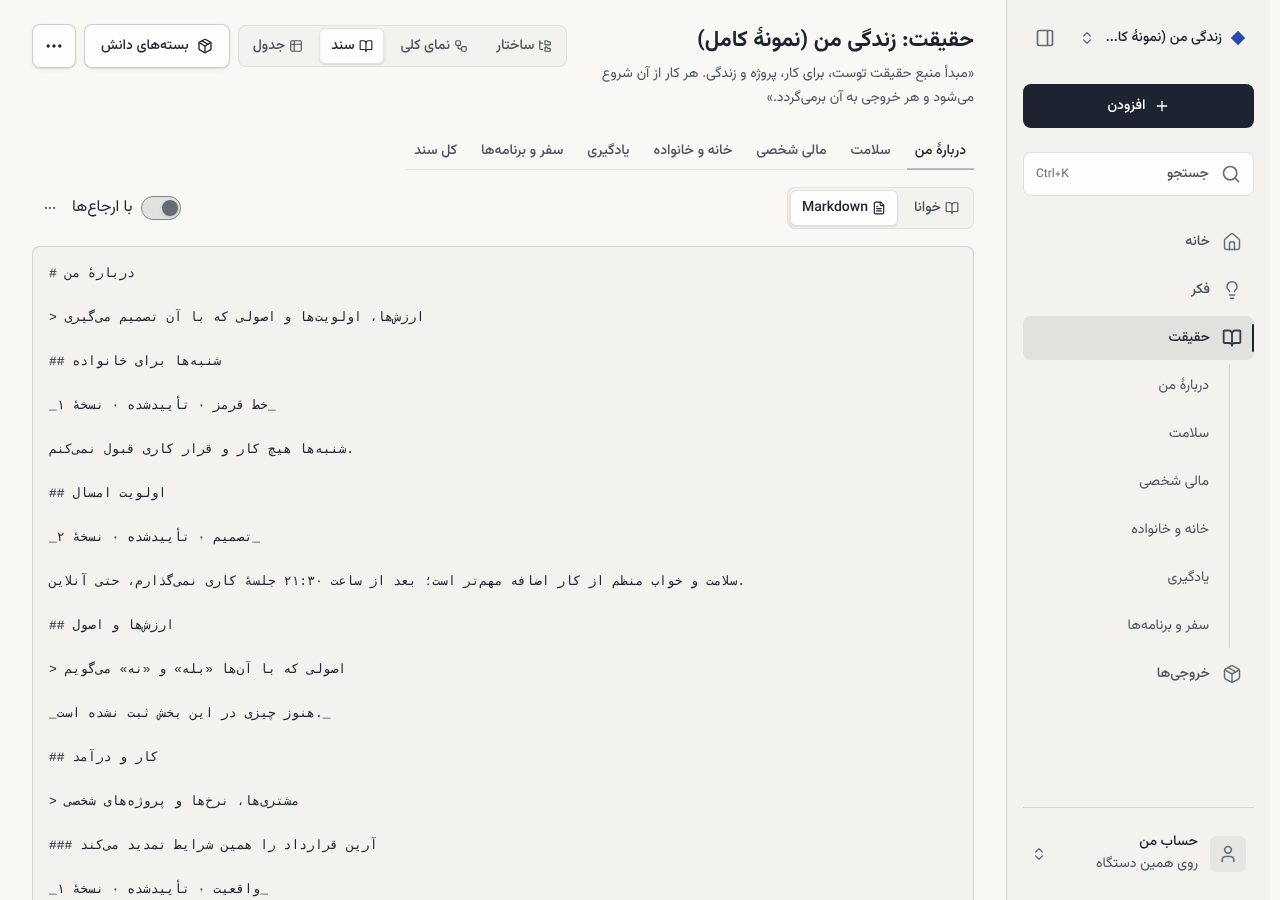 زندگی من (نمونهٔ کا...
افزودن
جستجو
Ctrl+K
خانه
فکر
حقیقت
دربارهٔ من
سلامت
مالی شخصی
خانه و خانواده
یادگیری
سفر و برنامه‌ها
خروجی‌ها
حساب من
روی همین دستگاه
حقیقت: زندگی من (نمونهٔ کامل)
«مبدأ منبع حقیقت توست، برای کار، پروژه و زندگی. هر کار از آن شروع
می‌شود و هر خروجی به آن برمی‌گردد.»
ساختار
نمای کلی
سند
جدول
بسته‌های دانش
دربارهٔ من
سلامت
مالی شخصی
خانه و خانواده
یادگیری
سفر و برنامه‌ها
کل سند
خوانا
Markdown
با ارجاع‌ها
# دربارهٔ من
> ارزش‌ها، اولویت‌ها و اصولی که با آن تصمیم می‌گیری
## شنبه‌ها برای خانواده
_خط قرمز · تأییدشده · نسخهٔ ۱_
شنبه‌ها هیچ کار و قرار کاری قبول نمی‌کنم.
## اولویت امسال
_تصمیم · تأییدشده · نسخهٔ ۲_
سلامت و خواب منظم از کار اضافه مهم‌تر است؛ بعد از ساعت ۲۱:۳۰ جلسهٔ کاری نمی‌گذارم، حتی آنلاین.
## ارزش‌ها و اصول
> اصولی که با آن‌ها «بله» و «نه» می‌گویم
_هنوز چیزی در این بخش ثبت نشده است._
## کار و درآمد
> مشتری‌ها، نرخ‌ها و پروژه‌های شخصی
### آرین قرارداد را همین شرایط تمدید می‌کند
_واقعیت · تأییدشده · نسخهٔ ۱_